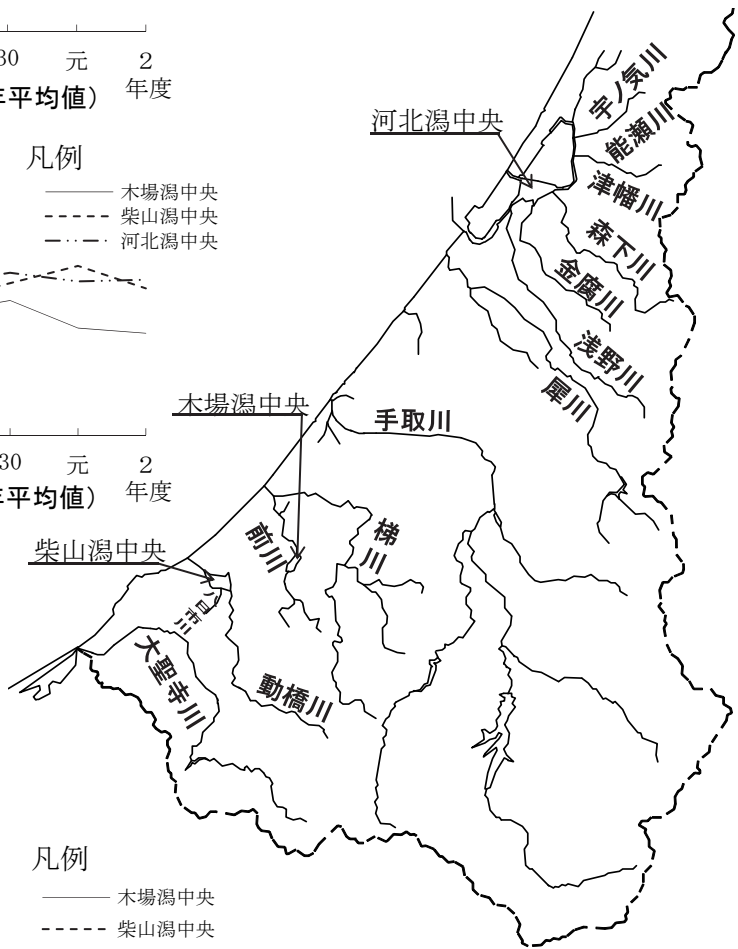 30 元 2
年度
年平均値）
凡例
木場潟中央
柴山潟中央
河北潟中央
30 元 2
年度
年平均値）
河北潟中央
宇ノ気川
能瀬川
津幡川
森下川
金腐川
浅野川
犀川
木場潟中央
手取川
柴山潟中央
前川
梯川
八日市川
大聖寺川
動橋川
凡例
木場潟中央
柴山潟中央